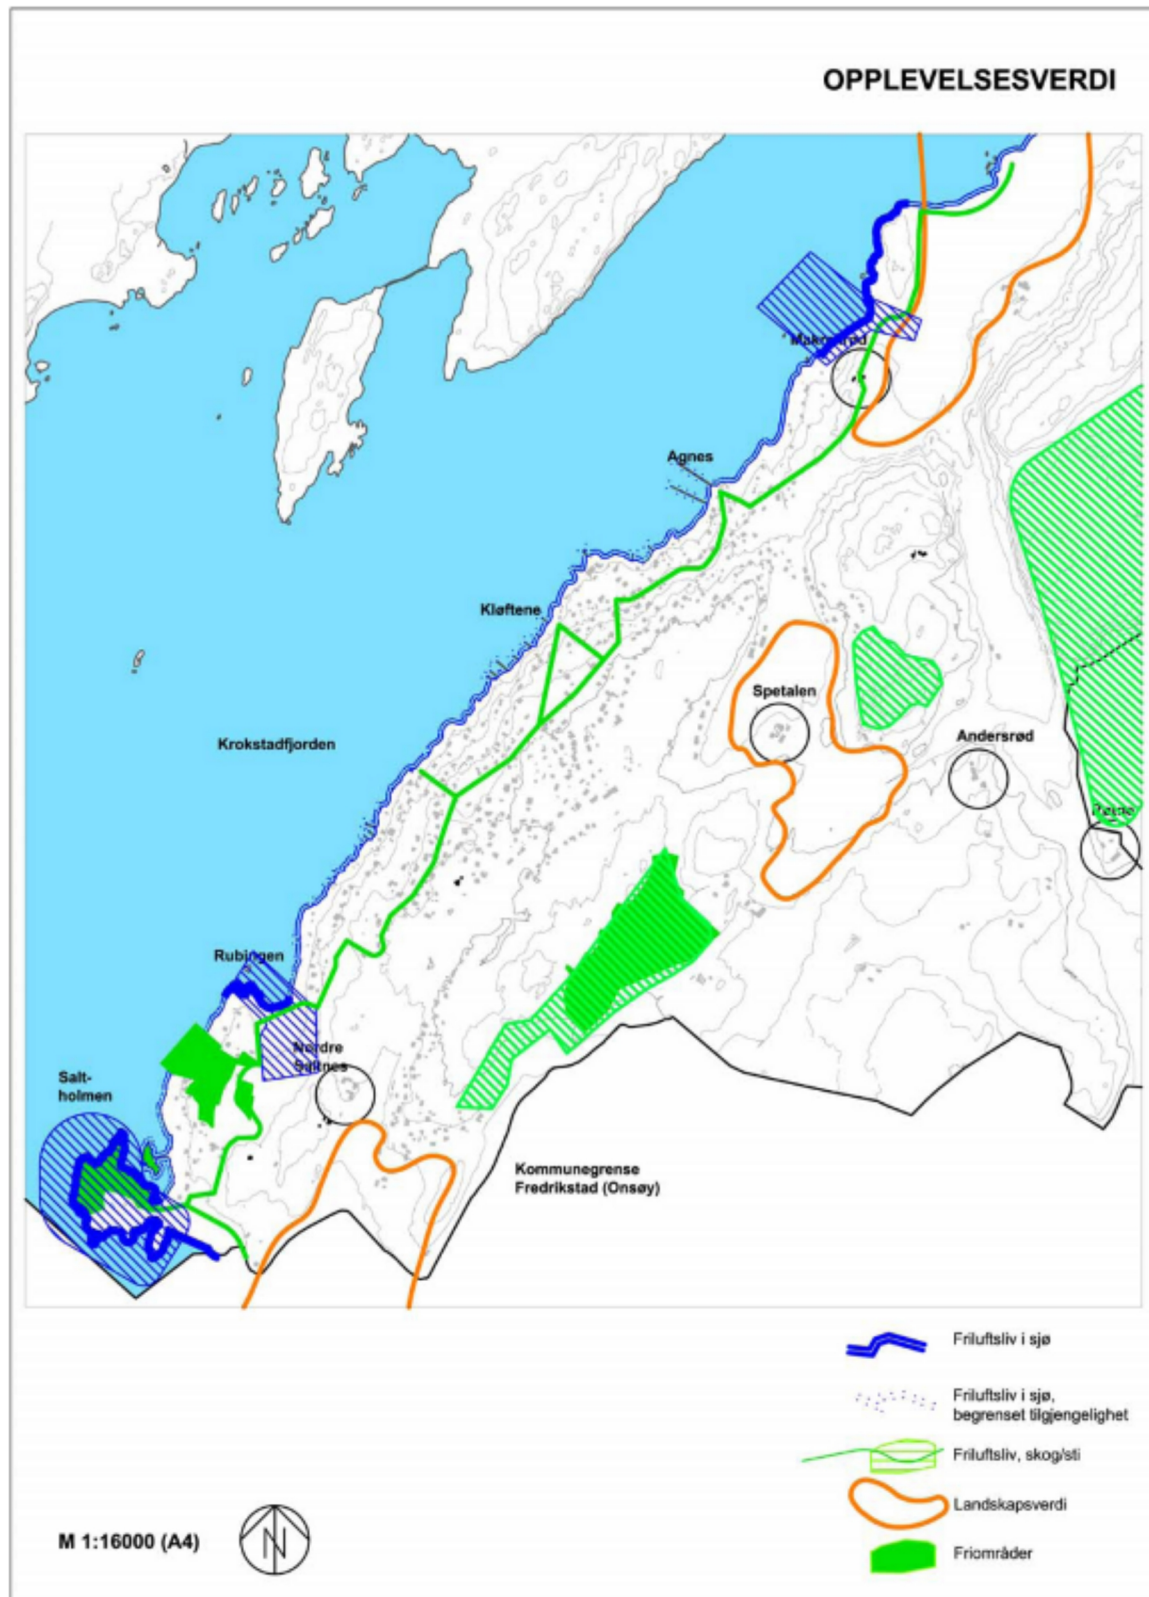 OPPLEVELSESVERDI
Agnes
Kløftene
Spetalen
Krokstadfjorden
Andersrød
Rubingen
Nordre
Saltnes
Salt-
holmen
Kommunegrense
Fredrikstad (Onsøy)
Friluftsliv i sjø
Friluftsliv i sjø,
begrenset tilgjengelighet
Friluftsliv, skog/sti
Landskapsverdi
Friområder
M 1:16000 (A4)
N